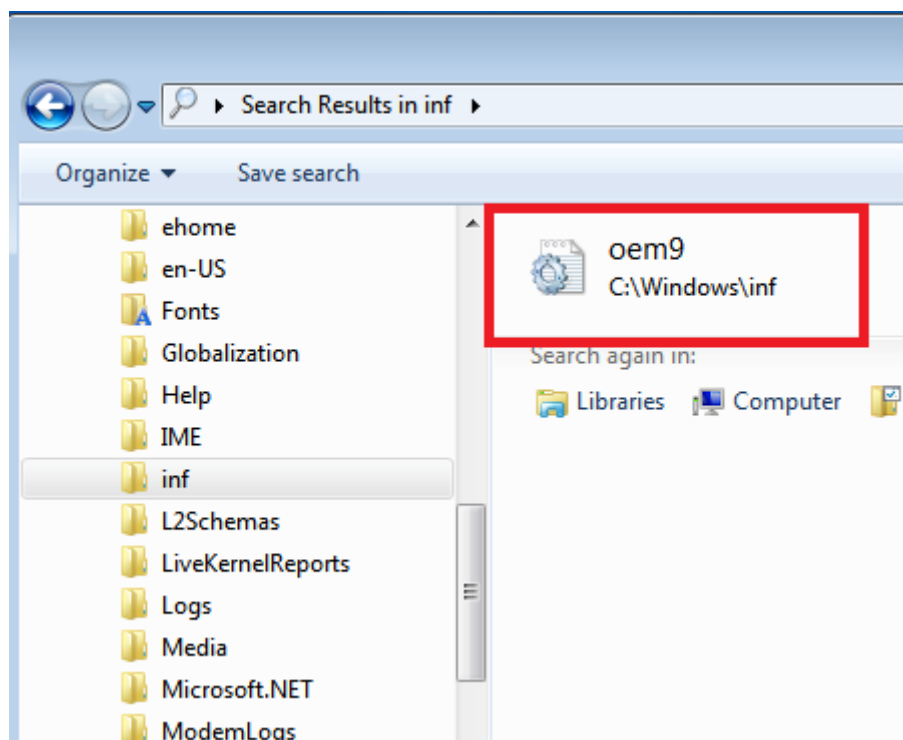 Search Results in inf
Organize Save search
ehome
en-US
Fonts
Globalization
Help
IME
inf
L2Schemas
LiveKernelReports
Logs
Media
Microsoft.NET
ModemLogs
oem9
C:\Windows\inf
Search again in:
Libraries Computer